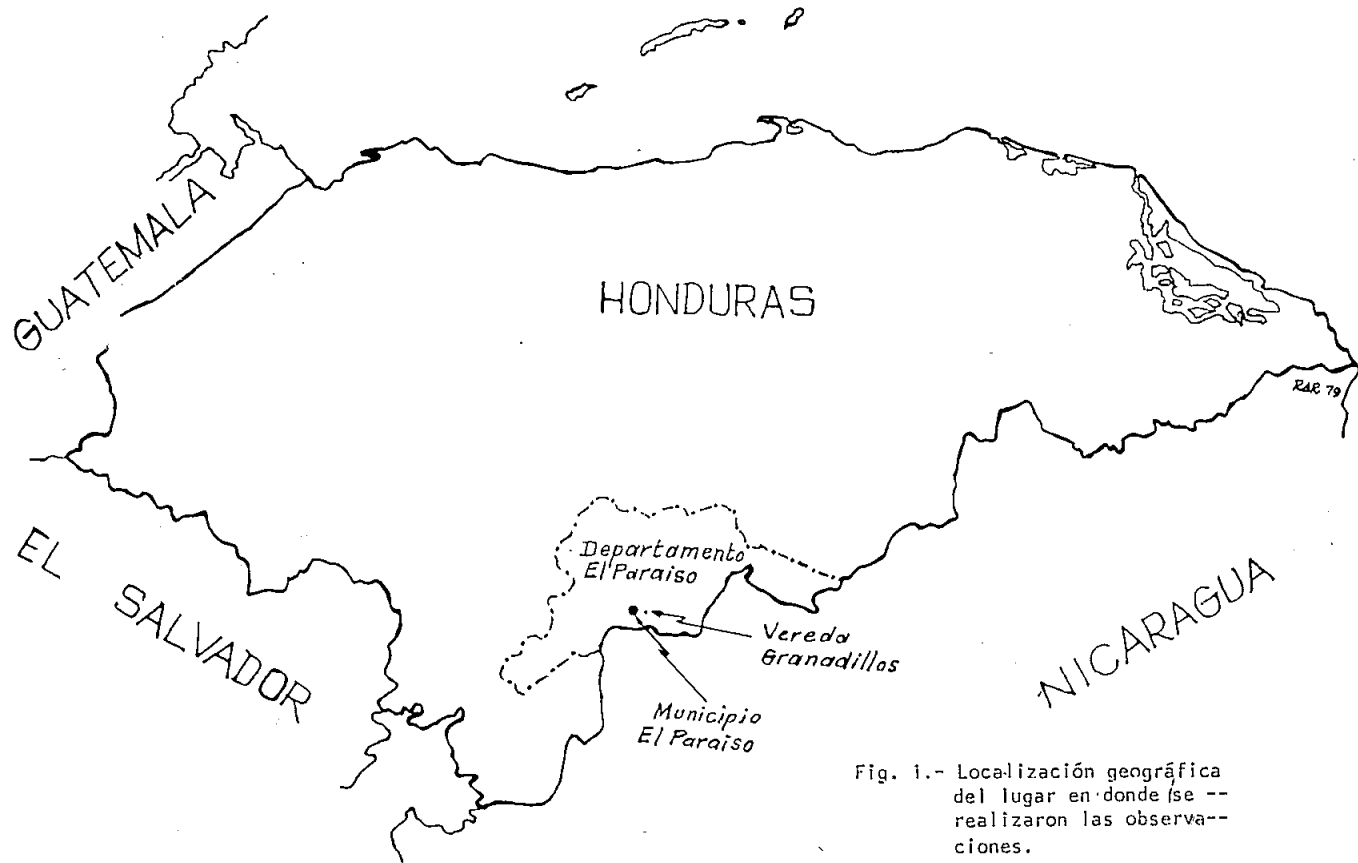 GUATEMALA
HONDURAS
RAR 79
EL SALVADOR
Departamento
El Paraiso
Vereda
Granadillos
NICARAGUA
Municipio
El Paraiso
Fig. 1.- Localización geográfica
del lugar en donde se --
realizaron las observa--
ciones.